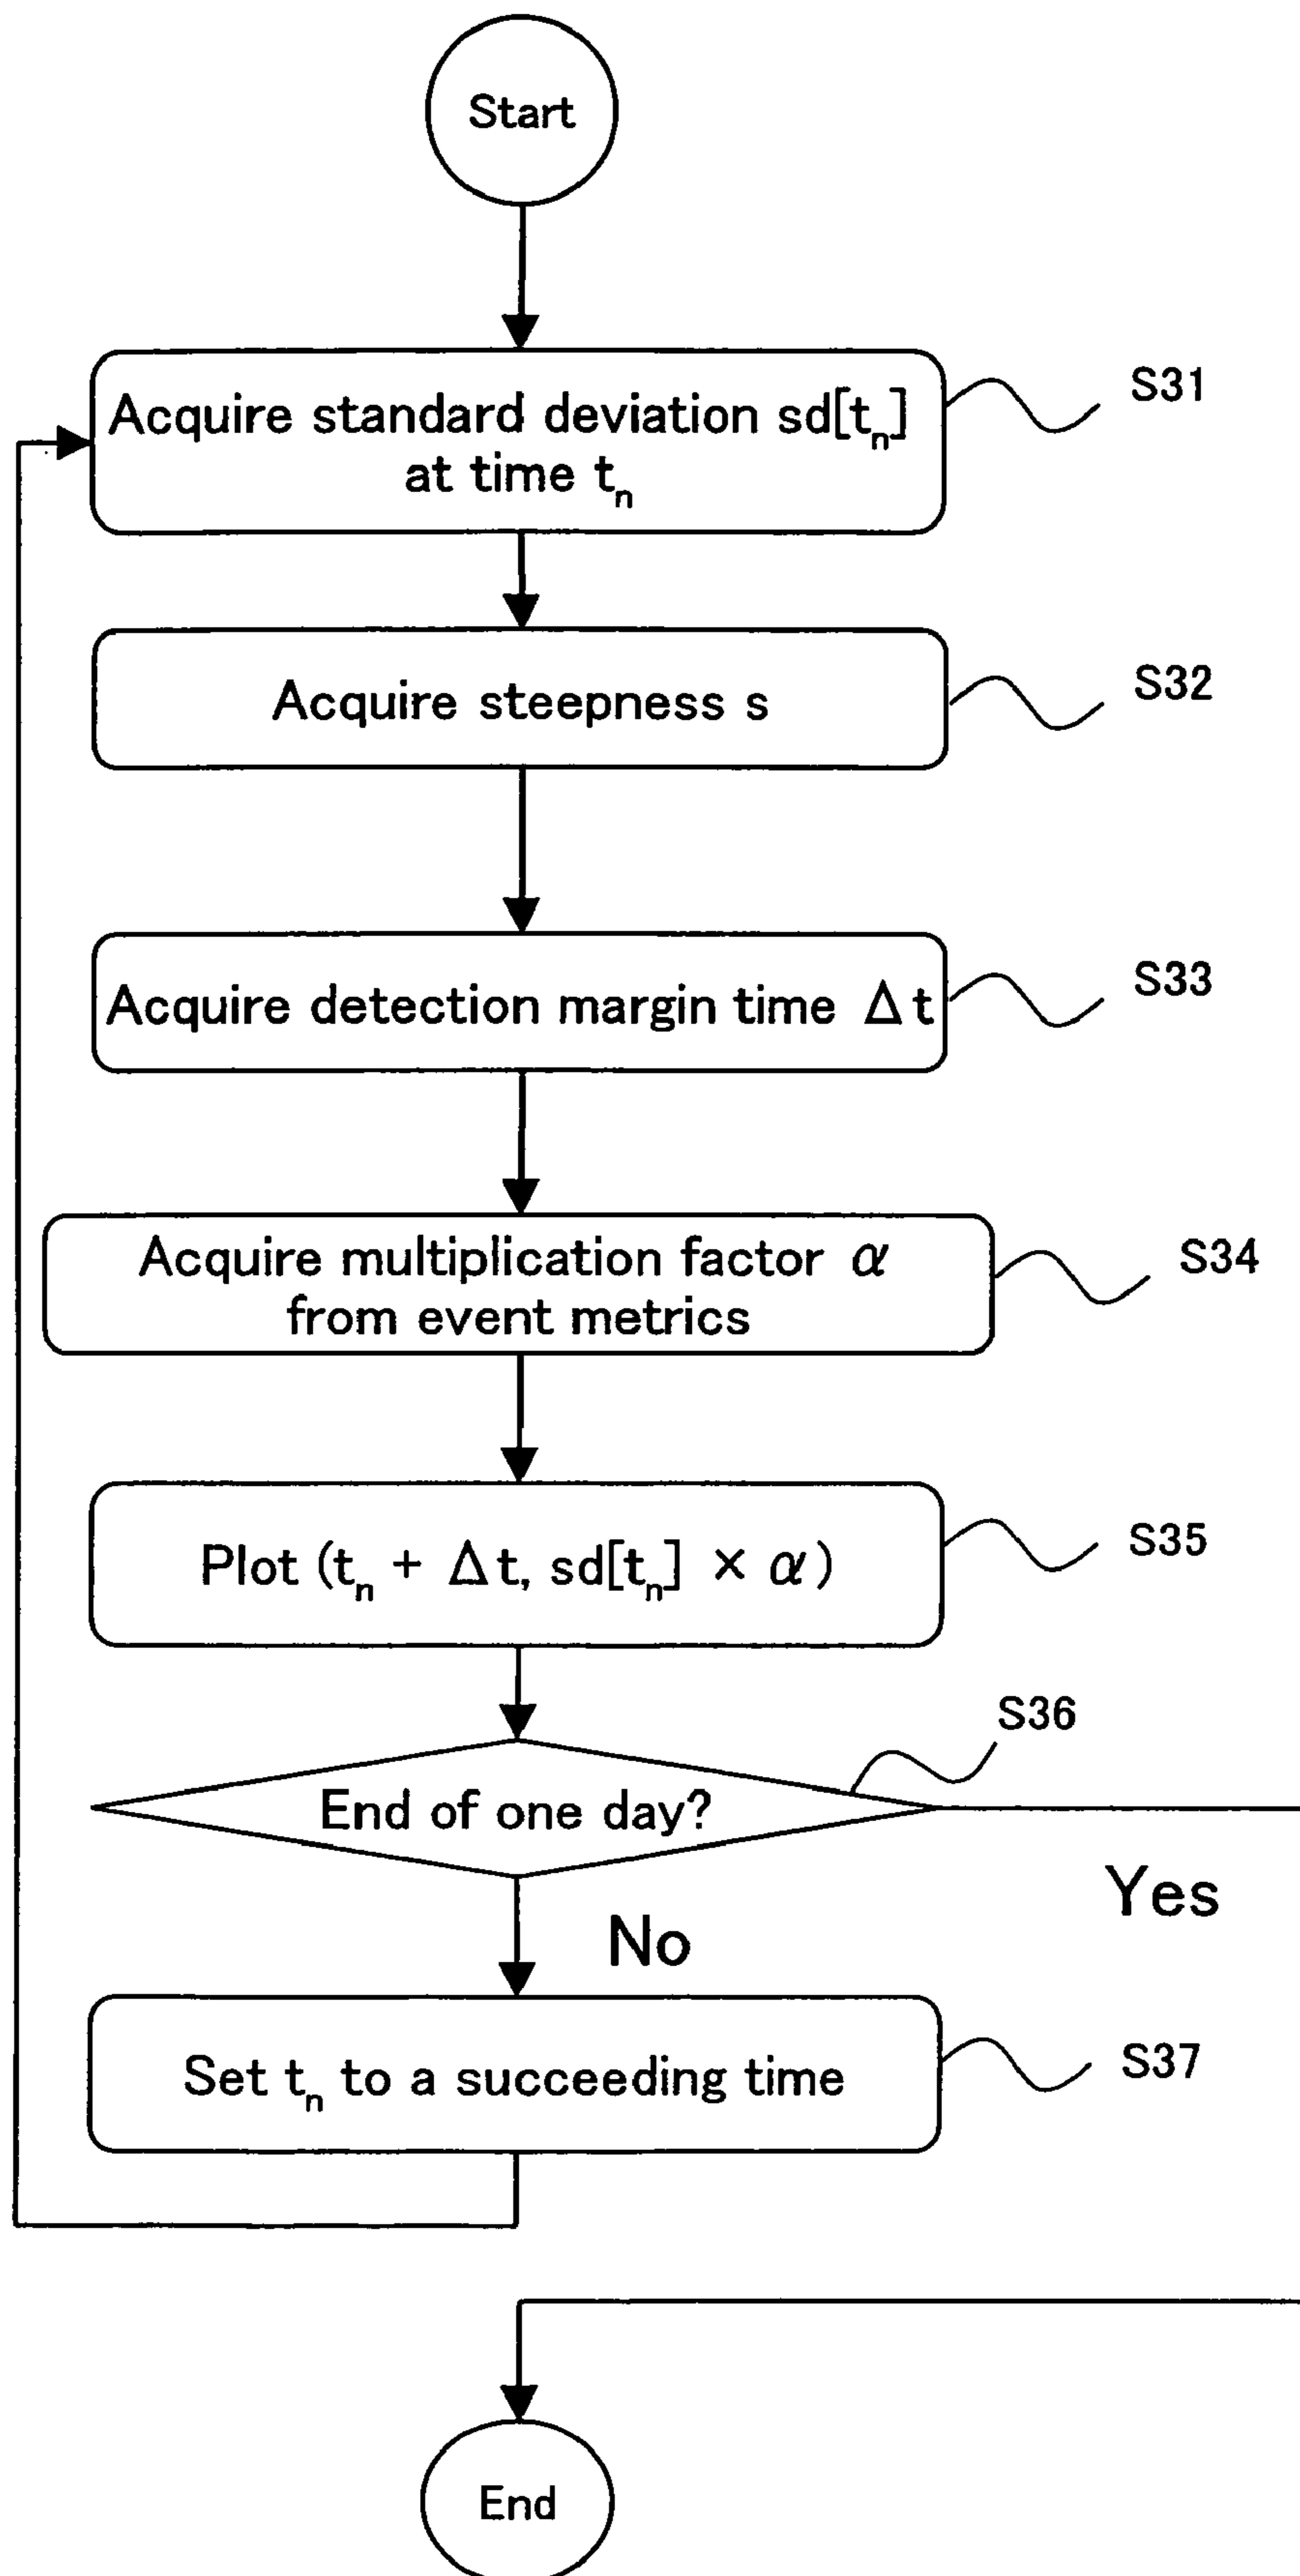 Start
Acquire standard deviation sd[tn]
at time tn
S31
Acquire steepness s
S32
Acquire detection margin time Δt
S33
Acquire multiplication factor α
from event metrics
S34
Plot (tn + Δt, sd[tn] × α)
S35
S36
End of one day?
Yes
No
Set tn to a succeeding time
S37
End